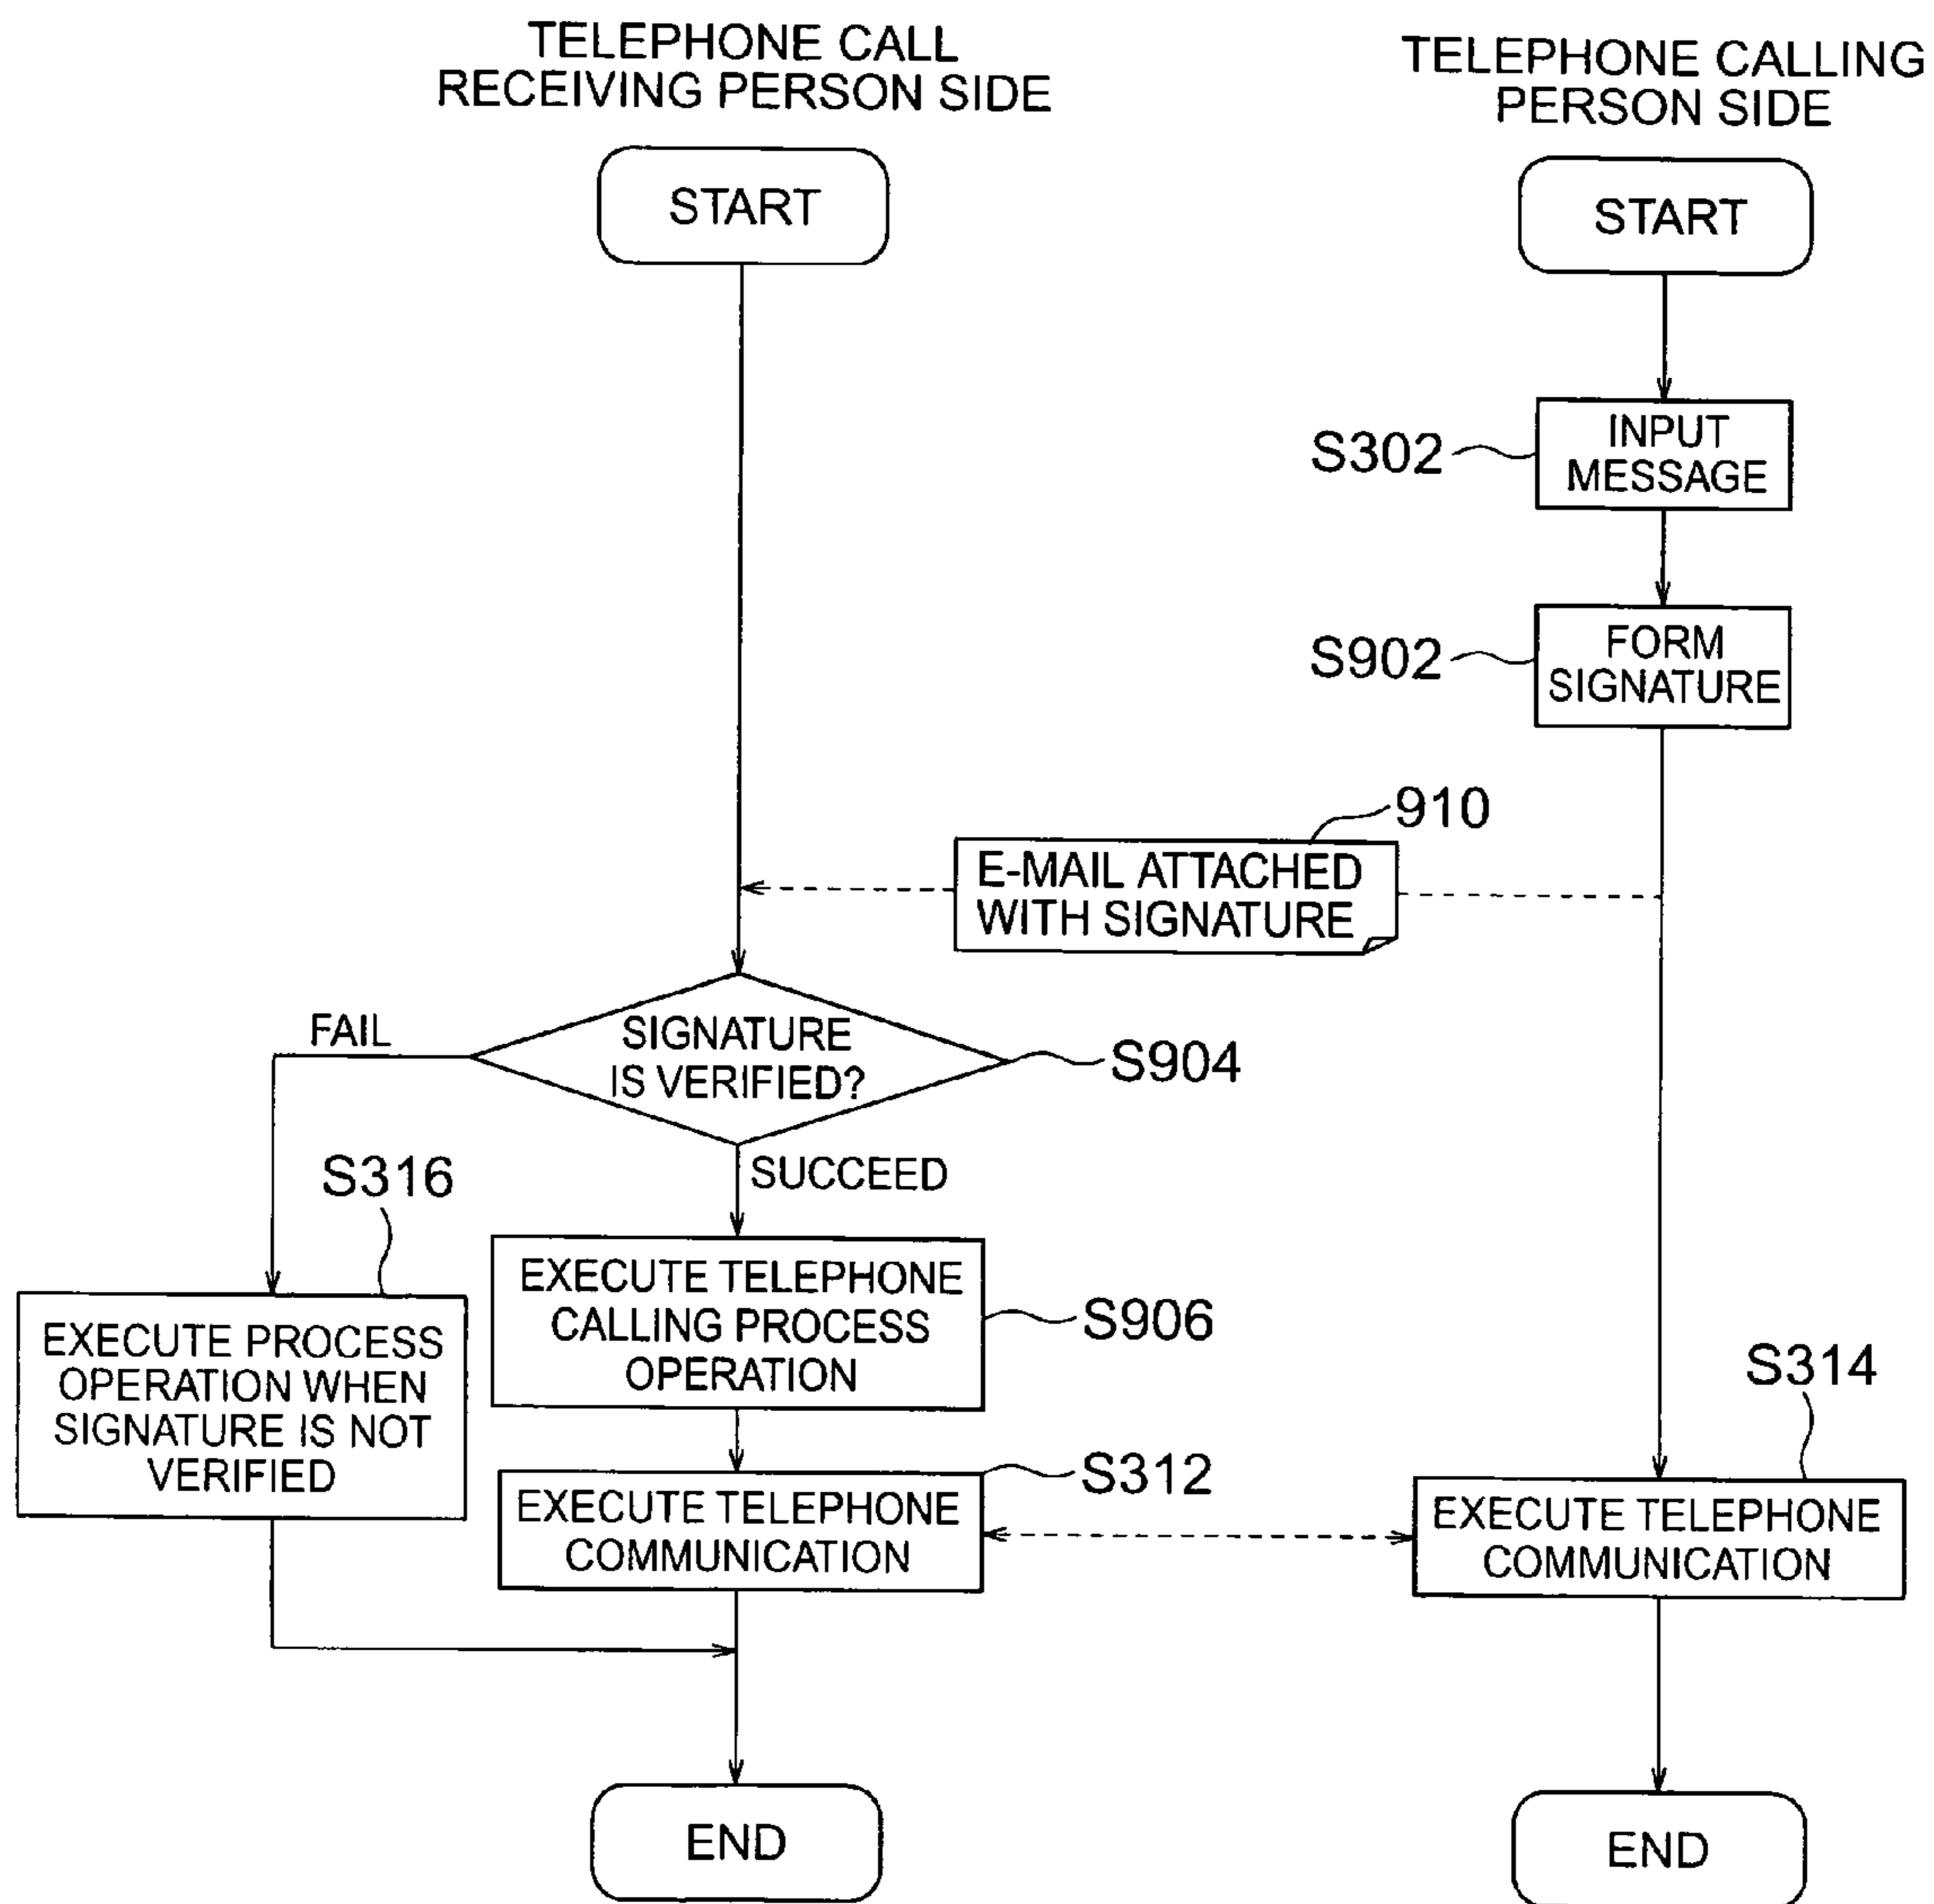 TELEPHONE CALL
RECEIVING PERSON SIDE
TELEPHONE CALLING
PERSON SIDE
START
START
S302
INPUT
MESSAGE
S902
FORM
SIGNATURE
910
E-MAIL ATTACHED
WITH SIGNATURE
FAIL
SIGNATURE
IS VERIFIED?
S904
SUCCEED
S316
EXECUTE PROCESS
OPERATION WHEN
SIGNATURE IS NOT
VERIFIED
EXECUTE TELEPHONE
CALLING PROCESS
OPERATION
S906
S312
EXECUTE TELEPHONE
COMMUNICATION
S314
EXECUTE TELEPHONE
COMMUNICATION
END
END